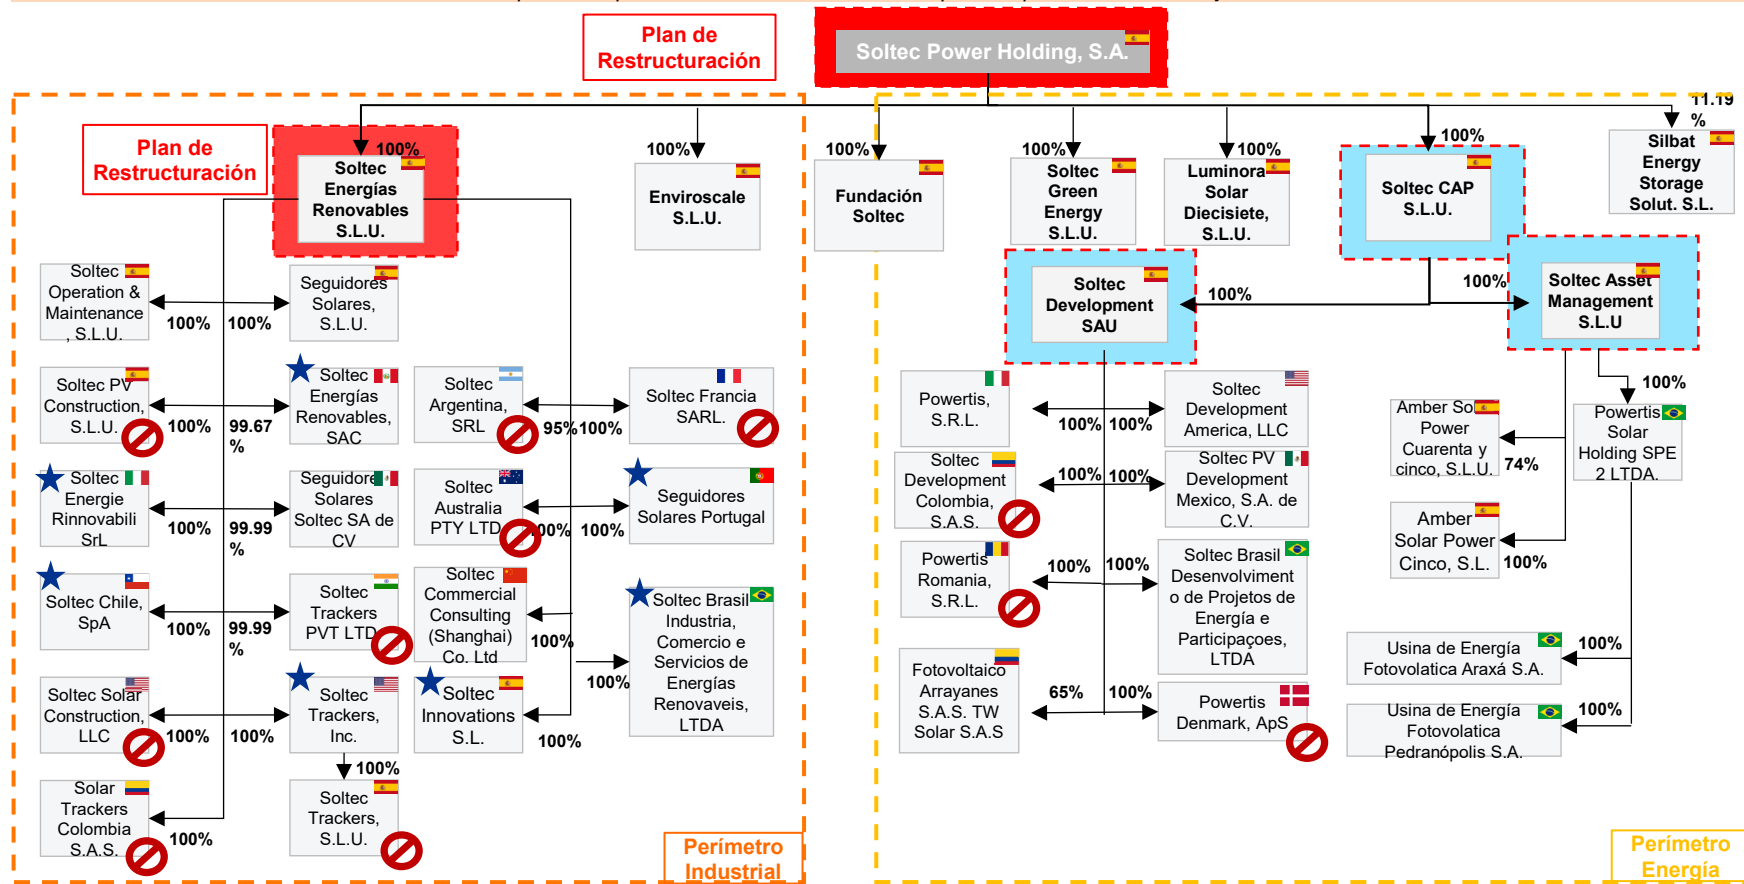 Plan de
Restructuración
Soltec Power Holding, S.A.
Plan de
Restructuración
100%
Soltec
Energías
Renovables
S.L.U.
100%
Enviroscale
S.L.U.
100%
Fundación
Soltec
100%
Soltec
Green
Energy
S.L.U.
100%
Luminora
Solar
Diecisiete,
S.L.U.
100%
Soltec CAP
S.L.U.
11.19
%
Silbat
Energy
Storage
Solut. S.L.
Soltec
Operation &
Maintenance
, S.L.U.
100%
100%
Seguidores
Solares,
S.L.U.
Soltec PV
Construction,
S.L.U.
100%
99.67
%
Soltec
Energías
Renovables,
SAC
Soltec
Argentina,
SRL
95%
100%
Soltec Francia
SARL.
Soltec
Energie
Rinnovabili
SrL
100%
99.99
%
Seguidores
Solares
Soltec SA de
CV
Soltec
Australia
PTY LTD
100%
100%
Seguidores
Solares Portugal
Soltec Chile,
SpA
100%
99.99
%
Soltec
Trackers
PVT LTD
Soltec
Commercial
Consulting
(Shanghai)
Co. Ltd
100%
100%
Soltec Brasil
Industria,
Comercio e
Servicios de
Energías
Renovaveis,
LTDA
Soltec Solar
Construction,
LLC
100%
100%
Soltec
Trackers,
Inc.
Soltec
Innovations
S.L.
100%
Solar
Trackers
Colombia
S.A.S.
100%
100%
Soltec
Trackers,
S.L.U.
Perímetro
Industrial
Soltec
Development
SAU
100%
100%
Soltec Asset
Management
S.L.U
Powertis,
S.R.L.
100%
100%
Soltec
Development
America, LLC
Soltec
Development
Colombia,
S.A.S.
100%
100%
Soltec PV
Development
Mexico, S.A. de
C.V.
Powertis
Romania,
S.R.L.
100%
100%
Soltec Brasil
Desenvolviment
o de Projetos de
Energía e
Participaçoes,
LTDA
Fotovoltaico
Arrayanes
S.A.S. TW
Solar S.A.S
65%
100%
Powertis
Denmark, ApS
Amber So
Power
Cuarenta y
cinco, S.L.U.
74%
100%
Powertis
Solar
Holding SPE
2 LTDA.
Amber
Solar Power
Cinco, S.L.
100%
Usina de Energía
Fotovolatica Araxá S.A.
100%
Usina de Energía
Fotovolatica
Pedranópolis S.A.
100%
Perímetro
Energía